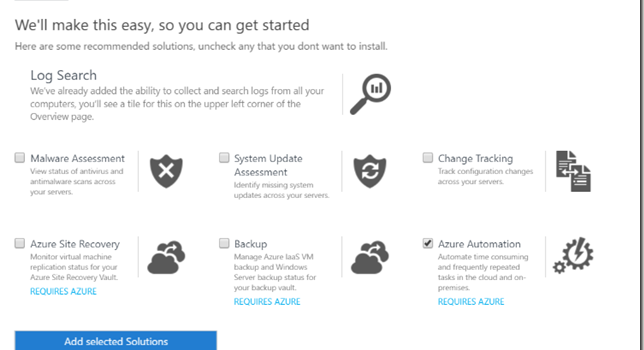 We'll make this easy, so you can get started
Here are some recommended solutions, uncheck any that you dont want to install.
Log Search
We've already added the ability to collect and search logs from all your
computers, you'll see a tile for this on the upper left corner of the
Overview page.
Malware Assessment
View status of antivirus and
antimalware scans across
your servers.
System Update
Assessment
Identify missing system
updates across your servers.
Change Tracking
Track configuration changes
across your servers.
Azure Site Recovery
Monitor virtual machine
replication status for your
Azure Site Recovery Vault.
REQUIRES AZURE
Backup
Manage Azure IaaS VM
backup and Windows
Server backup status for
your backup vault.
REQUIRES AZURE
Azure Automation
Automate time consuming
and frequently repeated
tasks in the cloud and on-
premises.
REQUIRES AZURE
Add selected Solutions